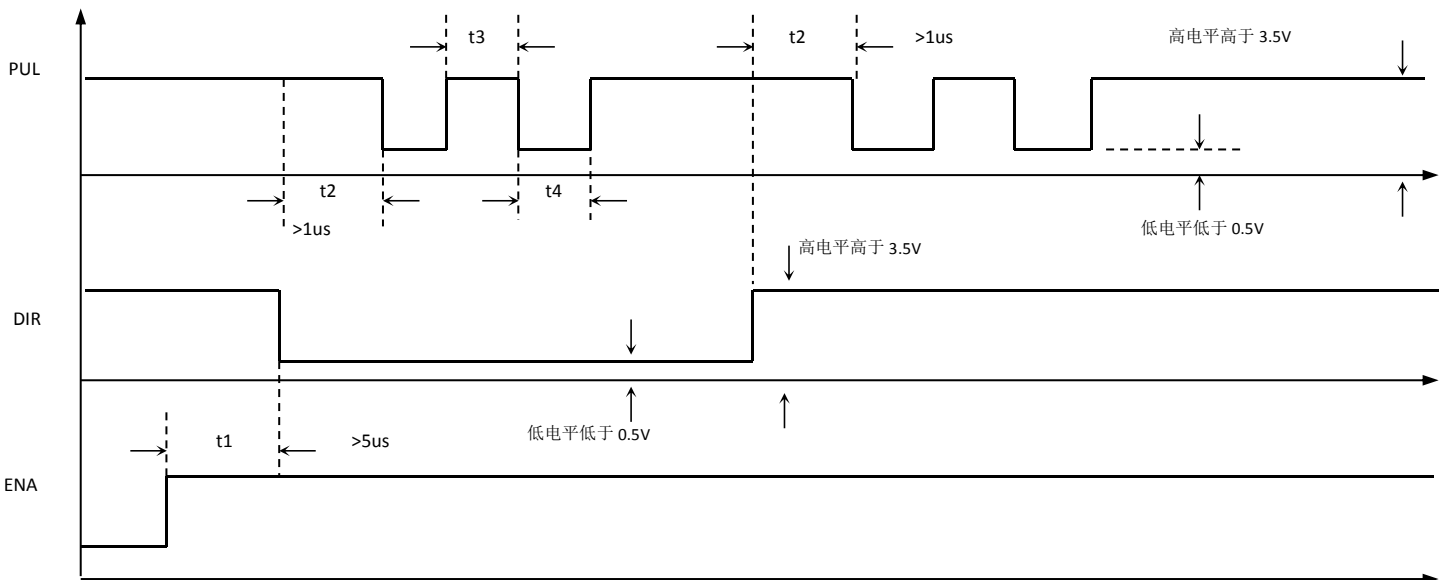 t3
t2
>1us
高电平高于 3.5V
PUL
t2
t4
>1us
低电平低于 0.5V
高电平高于 3.5V
DIR
t1
>5us
低电平低于 0.5V
ENA